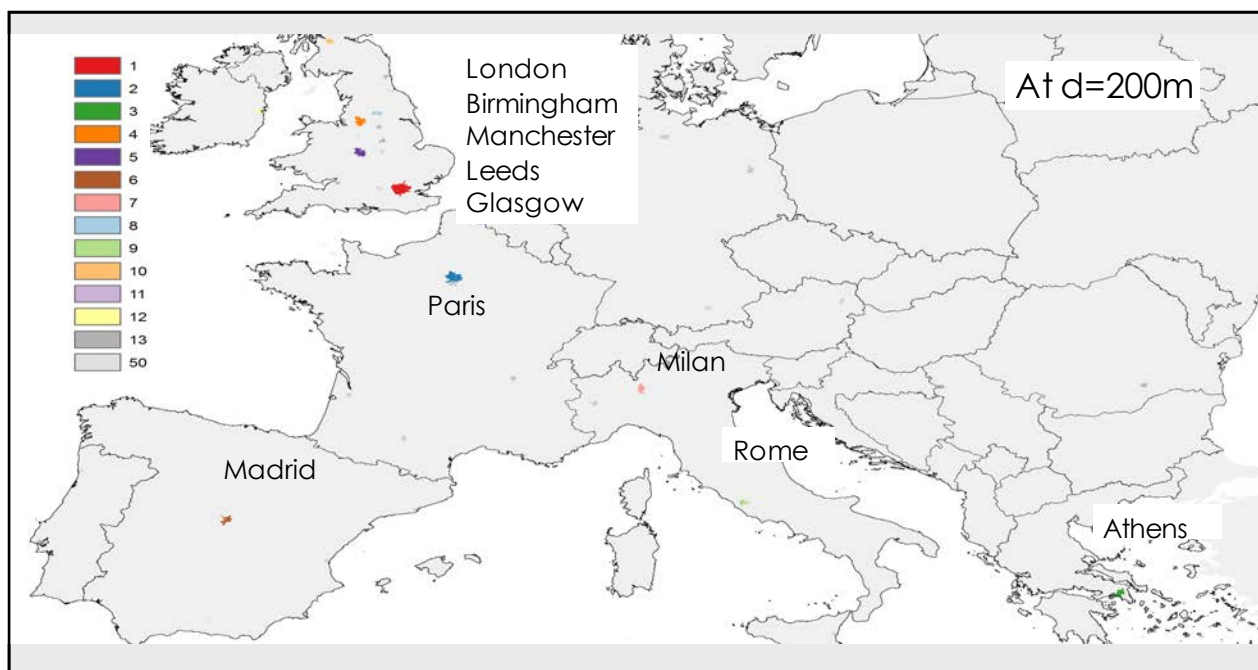 1
2
3
4
5
6
7
8
9
10
11
12
13
50
London
Birmingham
Manchester
Leeds
Glasgow
At d=200m
Paris
Milan
Madrid
Rome
Athens